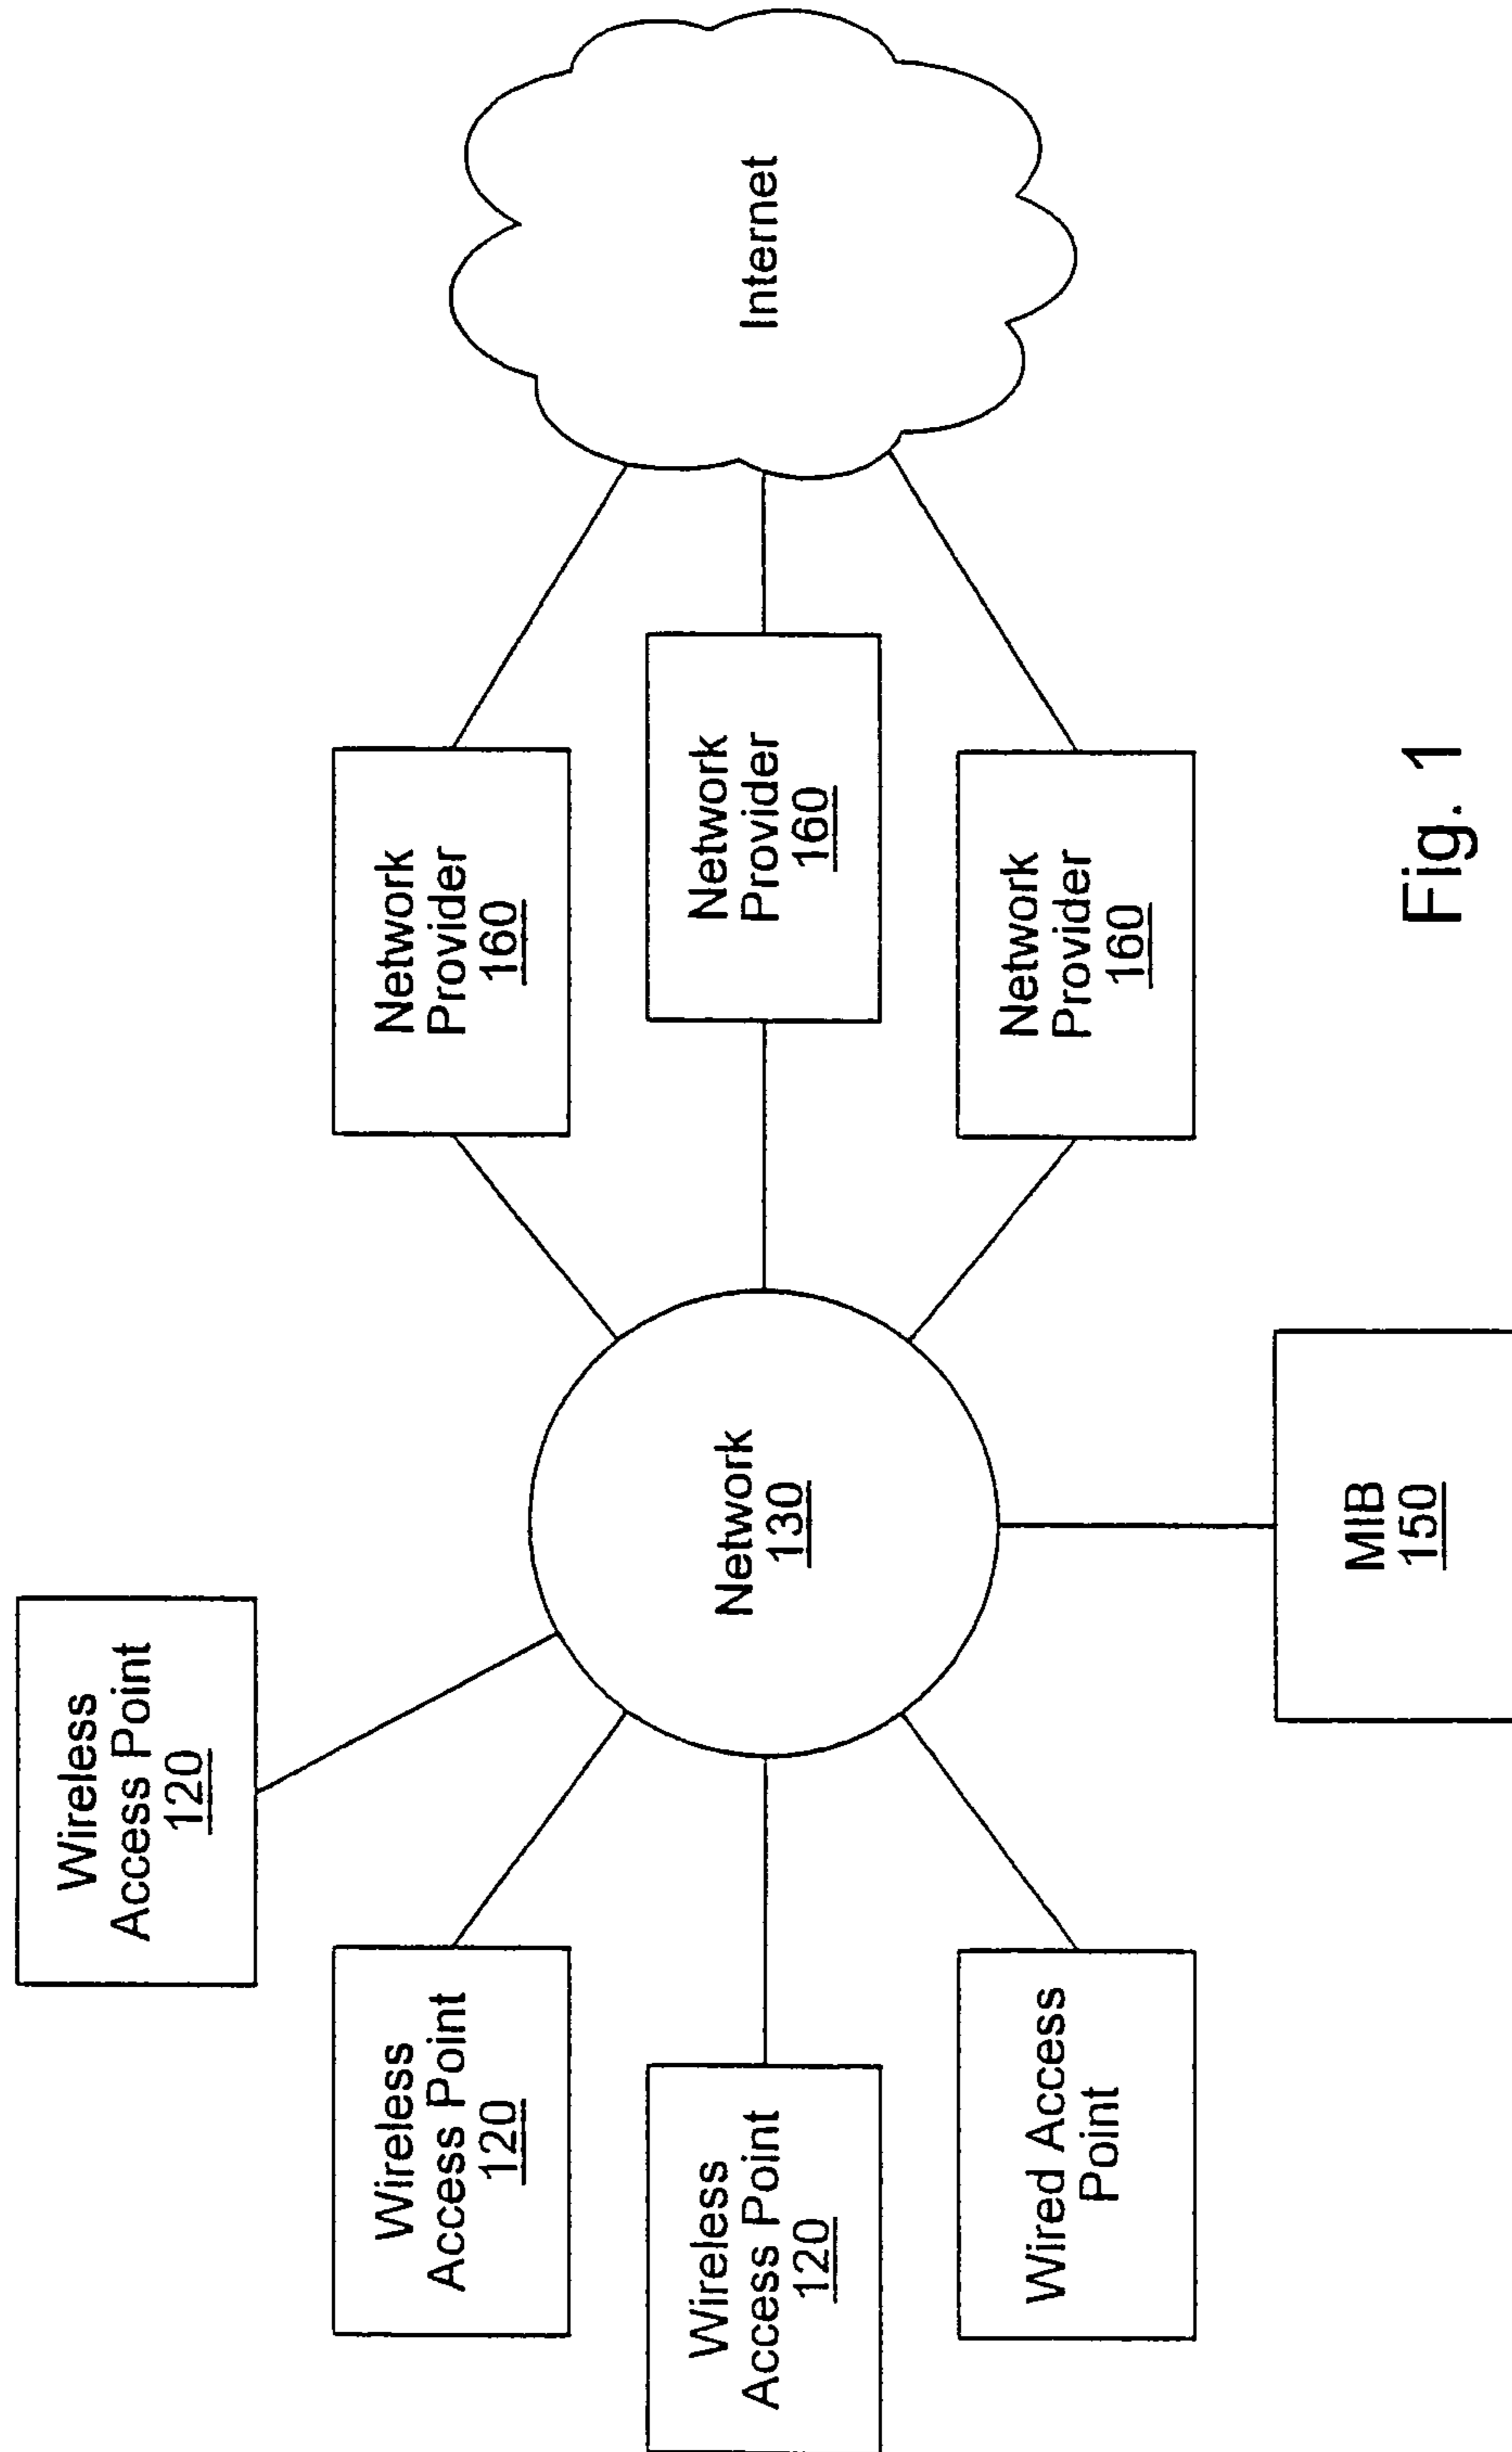 Wireless
Access Point
120
Wireless
Access Point
120
Wireless
Access Point
120
Wired Access
Point
Network
130
MIB
150
Network
Provider
160
Network
Provider
160
Network
Provider
160
Internet
Fig. 1